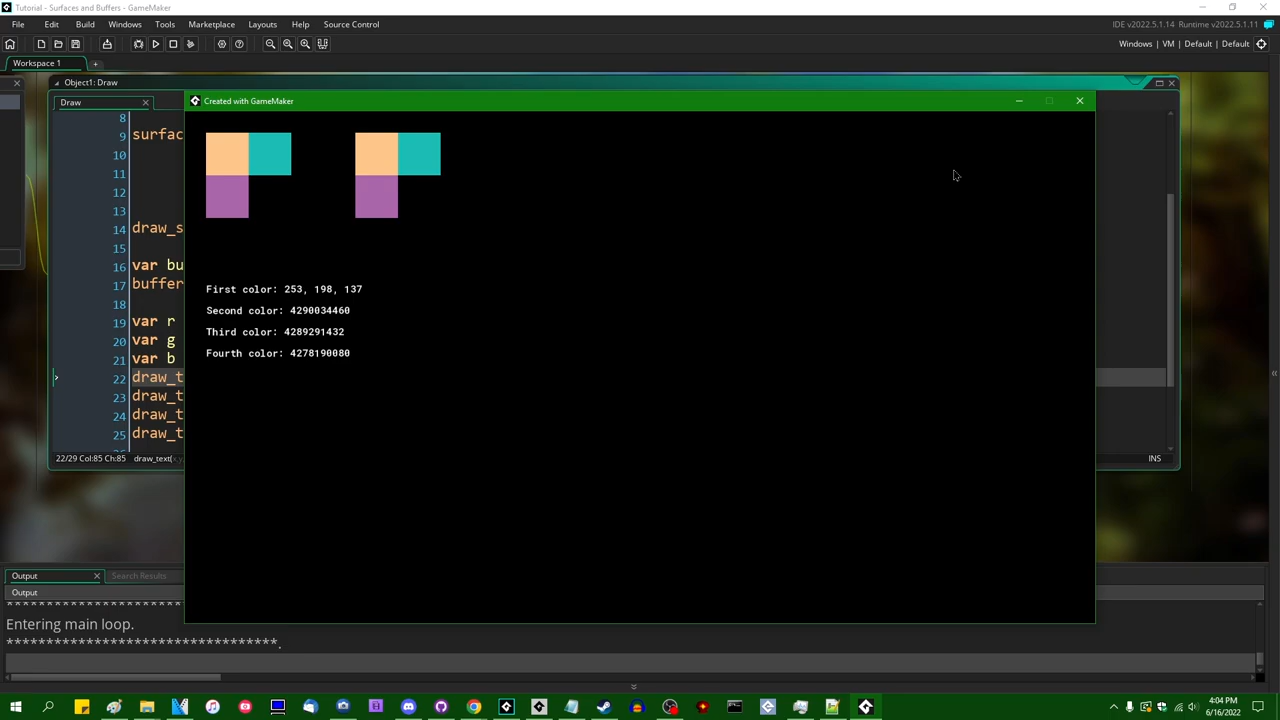 Tutorial - Surfaces and Buffers - GameMaker
File Edit Build Windows Tools Marketplace Layouts Help Source Control
IDE v2022.5.1.14 Runtime v2022.5.1.11
Windows | VM | Default | Default
Workspace 1
Object1: Draw
Draw
Created with GameMaker
8
9 surfac
10
11
12
13
14 draw_s
15
16 var bu
17 buffer
18
19 var r
20 var g
21 var b
22 draw_t
23 draw_t
24 draw_t
25 draw_t
22/29 Col:85 Ch:85 draw_text(x,y,
INS
First color: 253, 198, 137
Second color: 4290034460
Third color: 4289291432
Fourth color: 4278190080
Output Search Results
Output
***********************
Entering main loop.
**********************************.
4:04 PM
6/16/2022